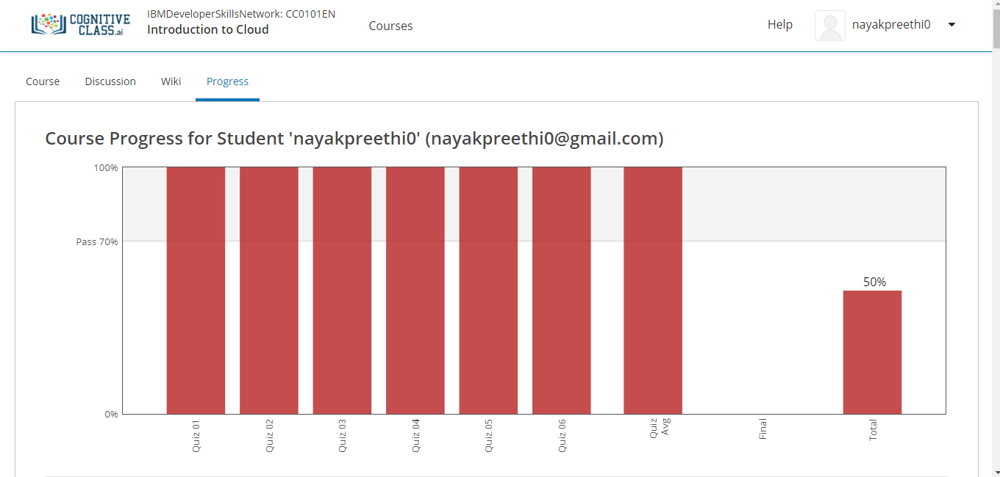 COGNITIVE
CLASS.ai
IBMDeveloperSkillsNetwork: CC0101EN
Introduction to Cloud
Courses
Help
nayakpreethi0
Course
Discussion
Wiki
Progress
Course Progress for Student 'nayakpreethi0' (nayakpreethi0@gmail.com)
100%
Pass 70%
50%
0%
Quiz 01
Quiz 02
Quiz 03
Quiz 04
Quiz 05
Quiz 06
Quiz
Avg
Final
Total